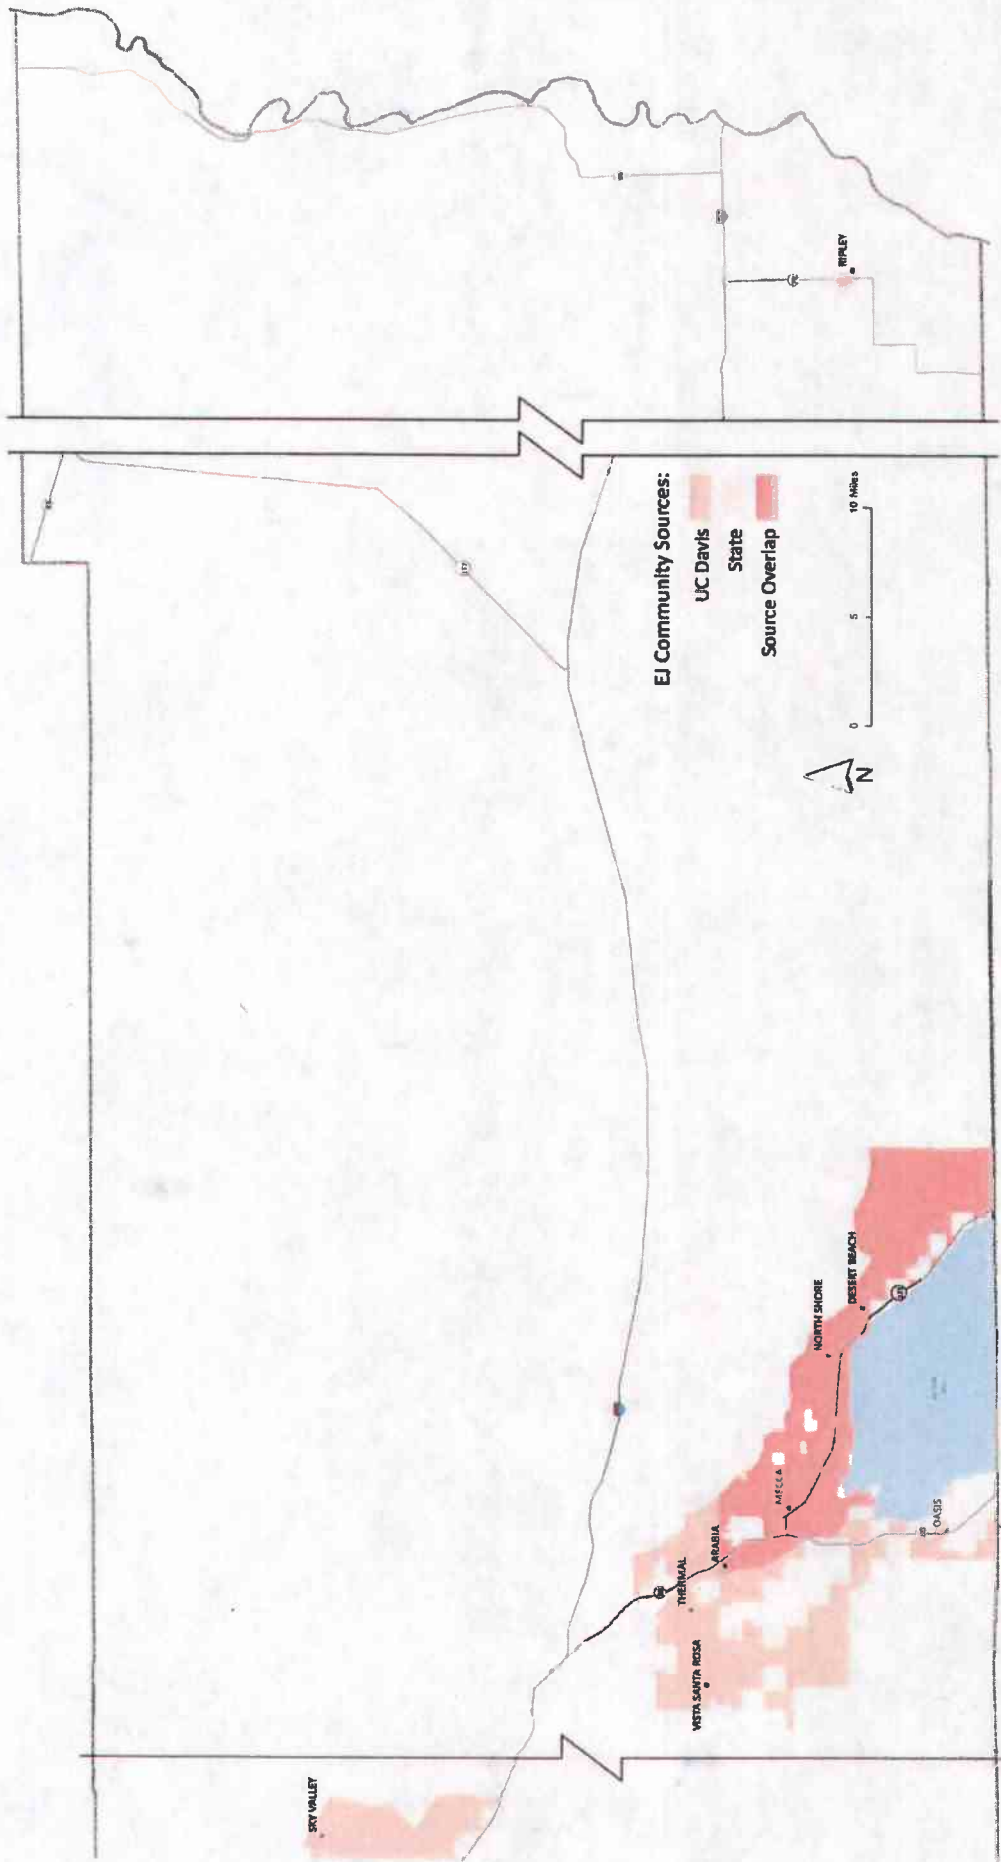 SKY VALLEY
VISTA SANTA ROSA
THERMAL
ARABIA
MECCA
OASIS
NORTH SHORE
DESERT BEACH
EJ Community Sources:
UC Davis
State
Source Overlap
N
0 5 10 Miles
RIPLEY